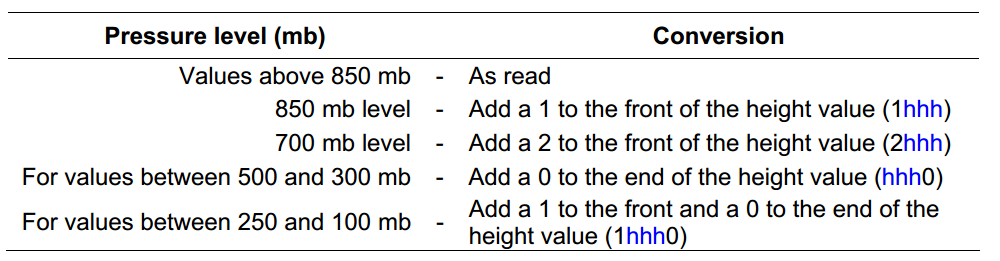 Pressure level (mb) Conversion
Values above 850 mb - As read
850 mb level - Add a 1 to the front of the height value (1hhh)
700 mb level - Add a 2 to the front of the height value (2hhh)
For values between 500 and 300 mb - Add a 0 to the end of the height value (hhh0)
For values between 250 and 100 mb - Add a 1 to the front and a 0 to the end of the
height value (1hhh0)